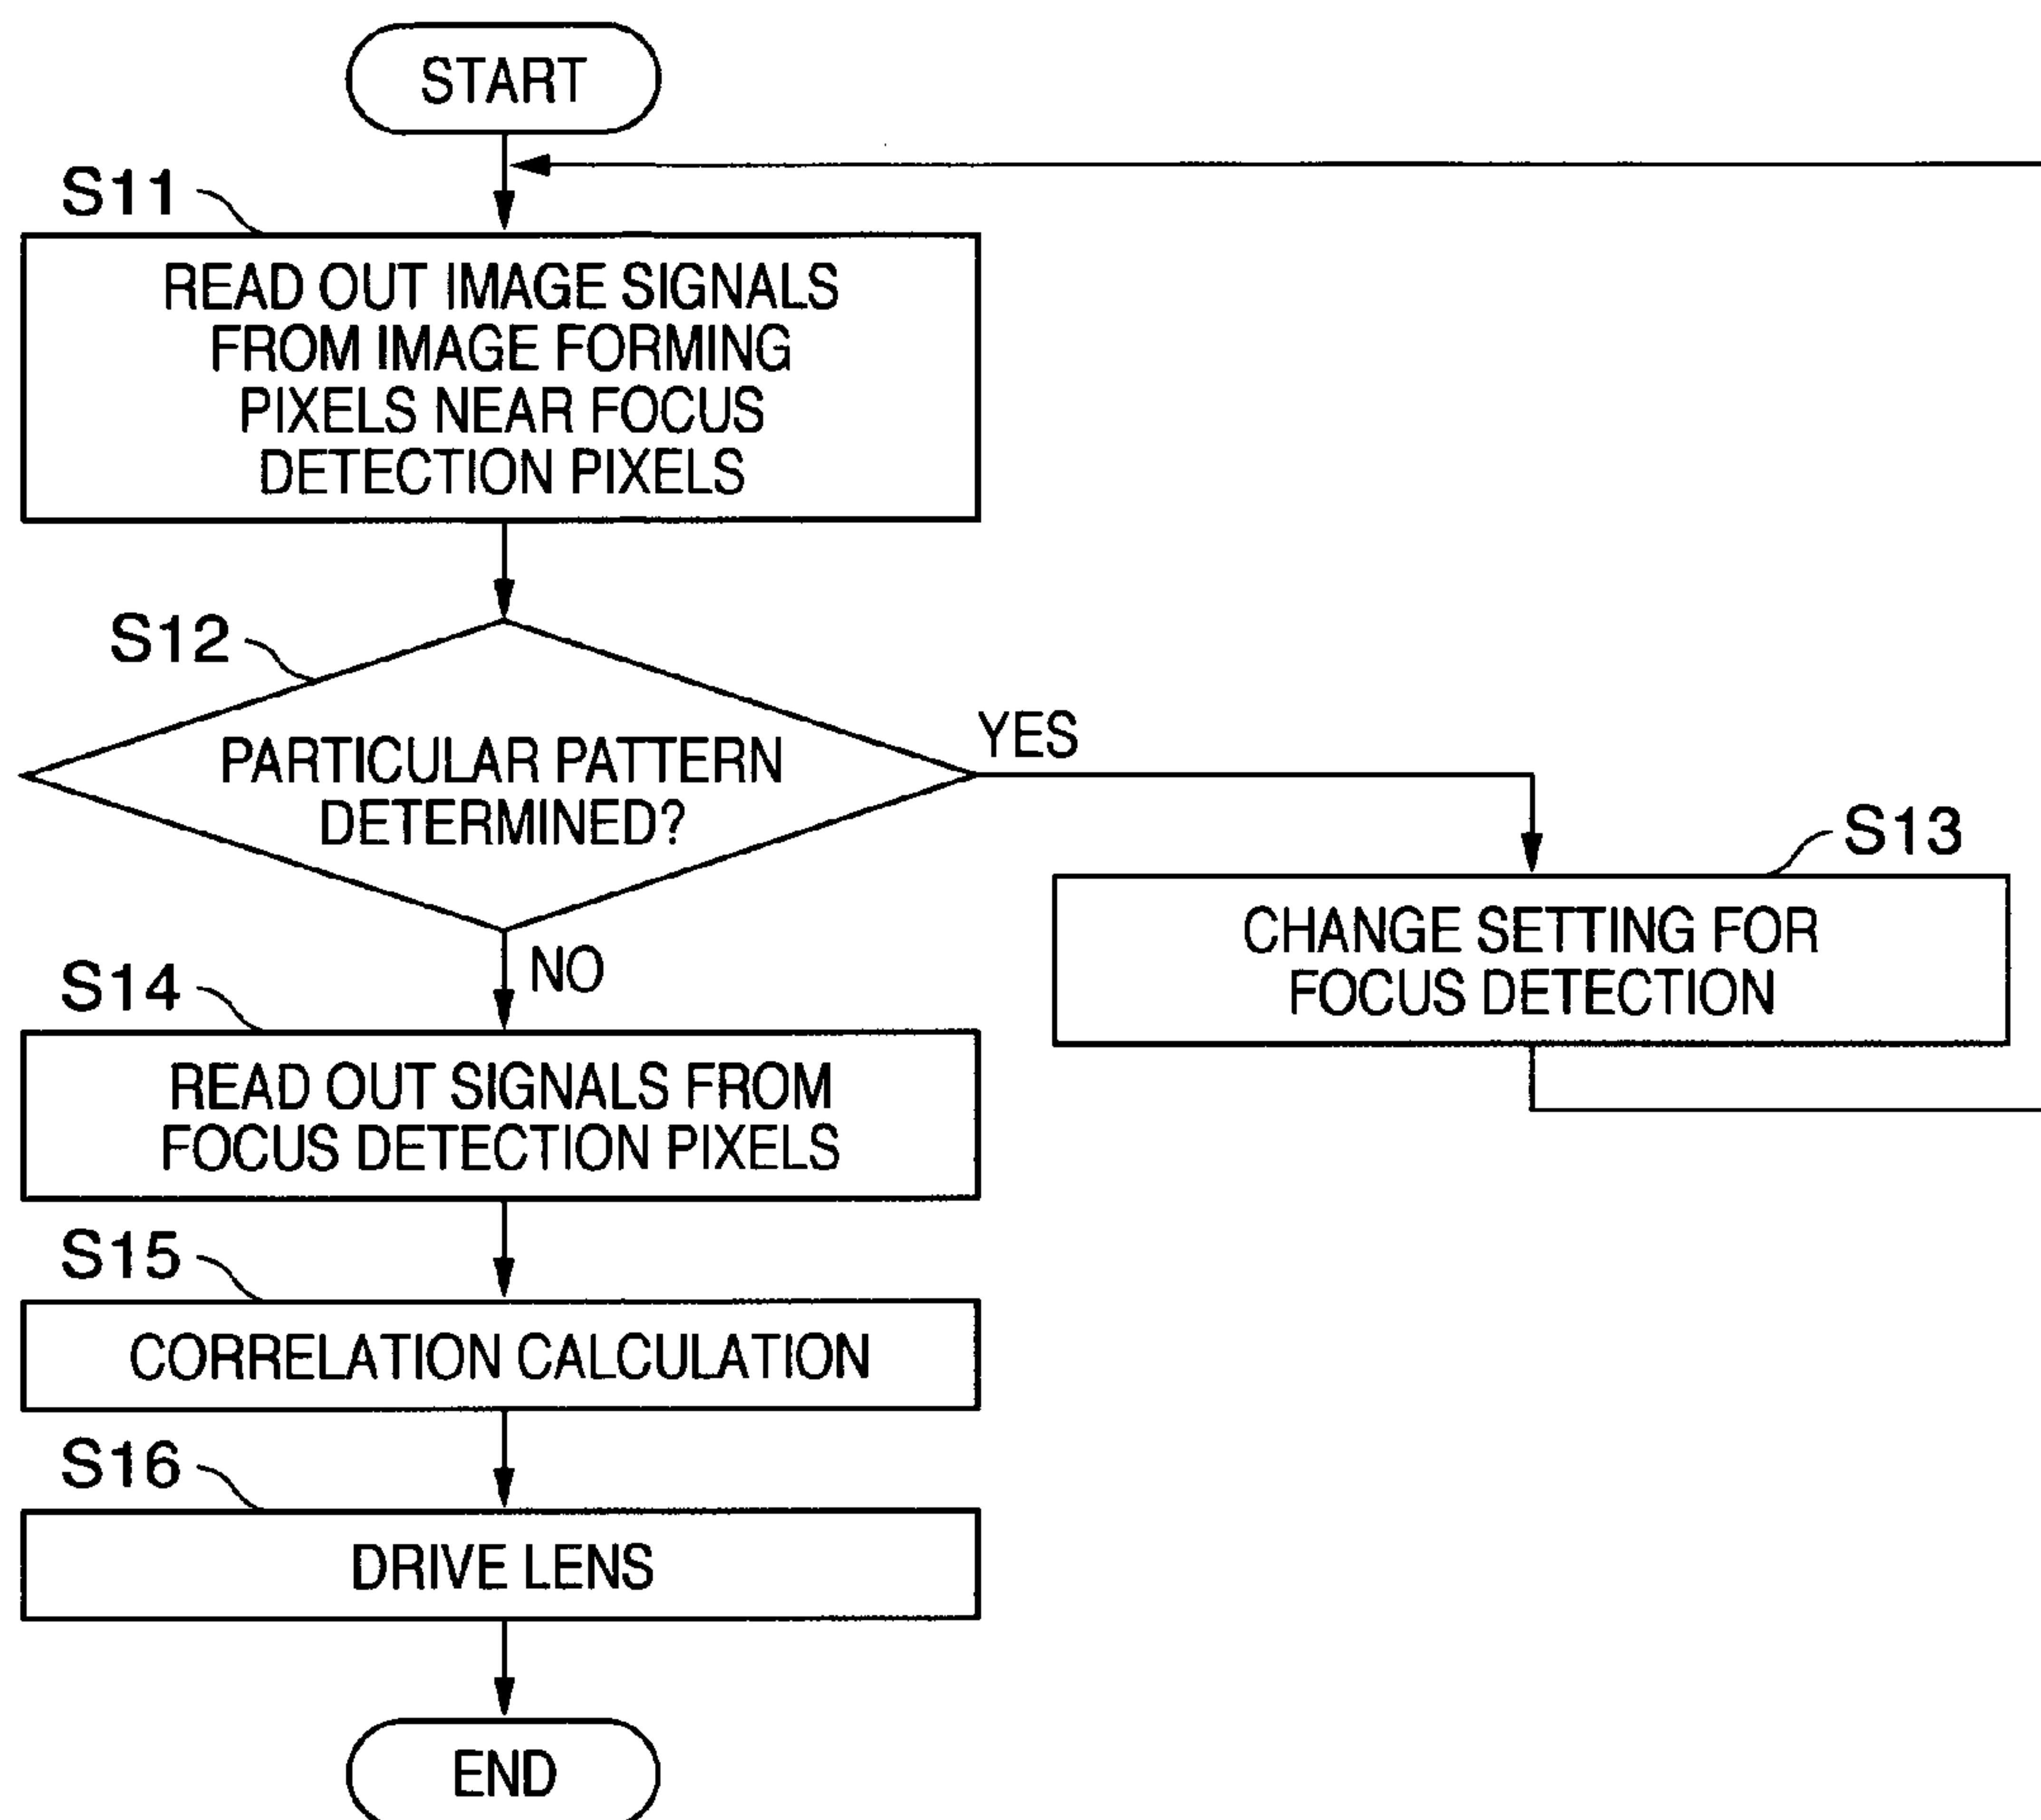 START
S11
READ OUT IMAGE SIGNALS
FROM IMAGE FORMING
PIXELS NEAR FOCUS
DETECTION PIXELS
S12
PARTICULAR PATTERN
DETERMINED?
YES
S13
CHANGE SETTING FOR
FOCUS DETECTION
NO
S14
READ OUT SIGNALS FROM
FOCUS DETECTION PIXELS
S15
CORRELATION CALCULATION
S16
DRIVE LENS
END